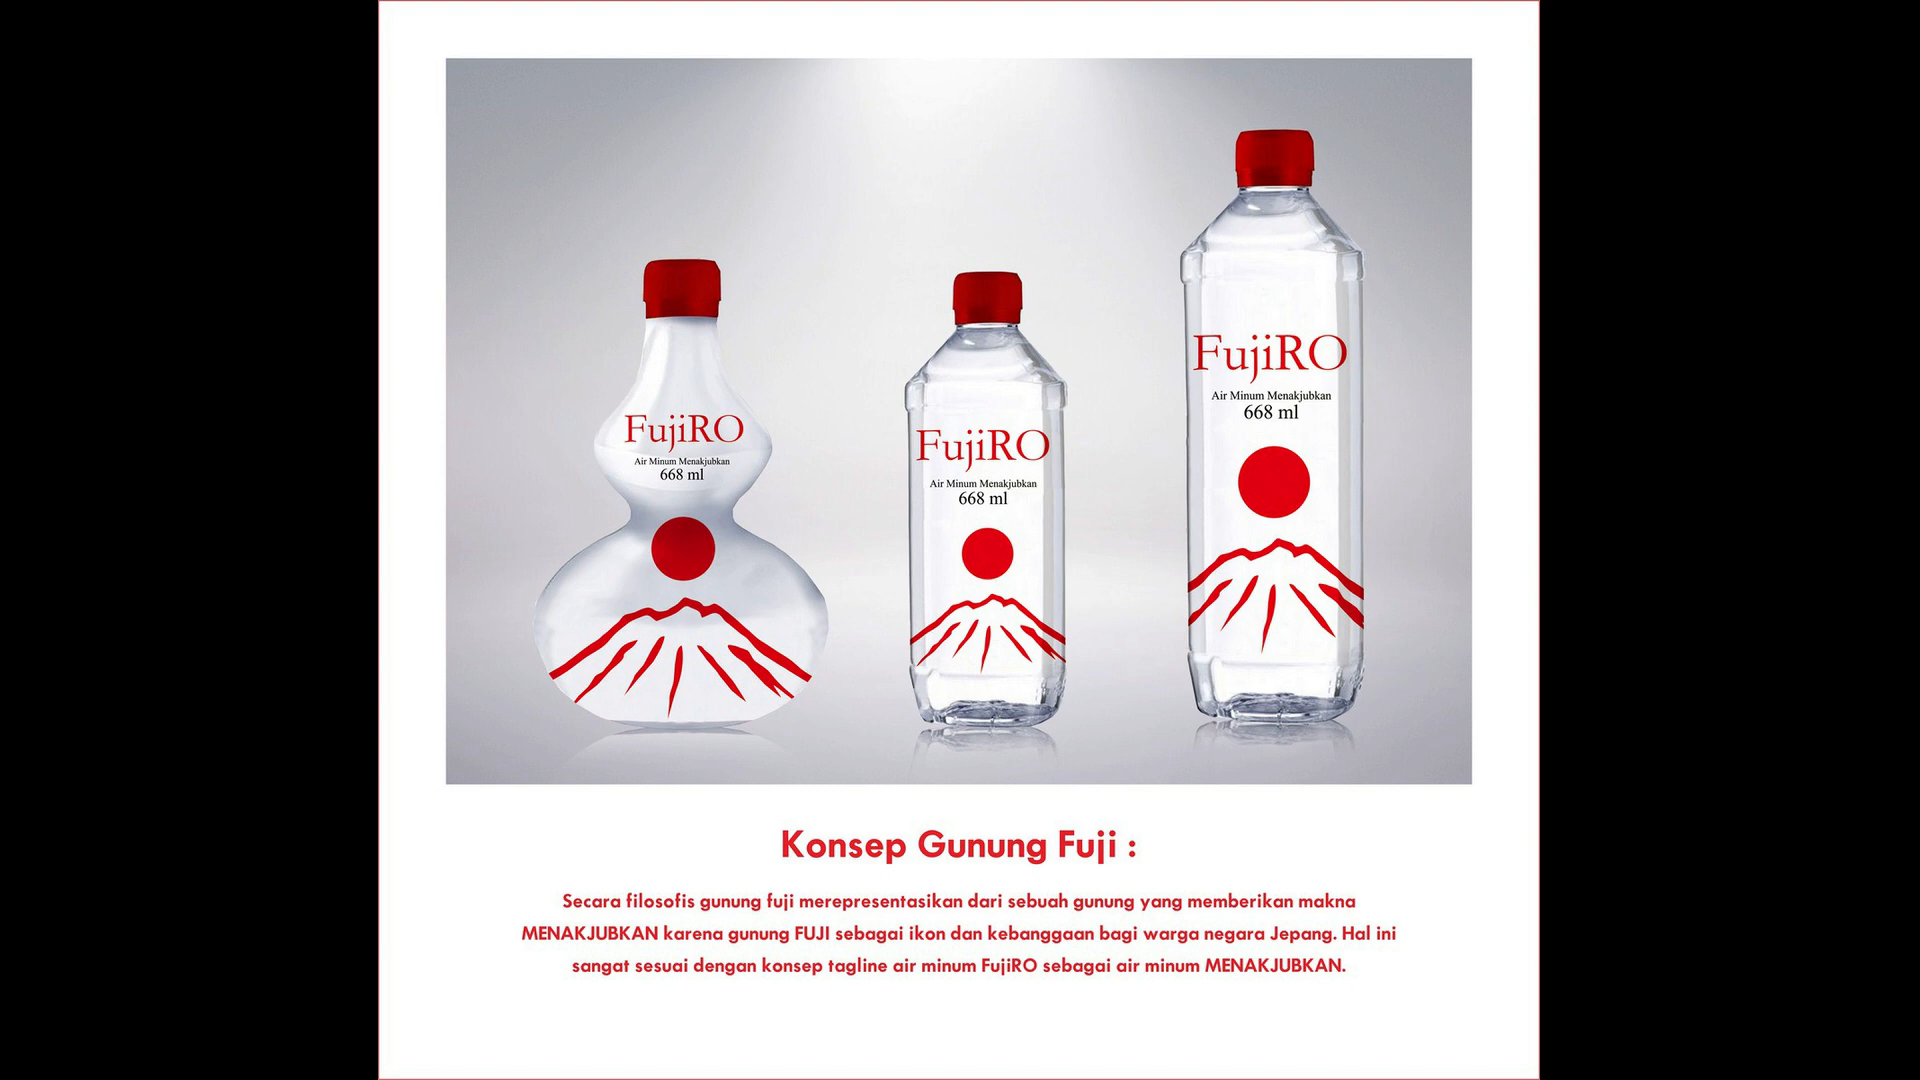 FujiRO
Air Minum Menakjubkan
668 ml
FujiRO
Air Minum Menakjubkan
668 ml
FujiRO
Air Minum Menakjubkan
668 ml
Konsep Gunung Fuji :
Secara filosofis gunung fuji merepresentasikan dari sebuah gunung yang memberikan makna
MENAKJUBKAN karena gunung FUJI sebagai ikon dan kebanggaan bagi warga negara Jepang. Hal ini
sangat sesuai dengan konsep tagline air minum FujiRO sebagai air minum MENAKJUBKAN.